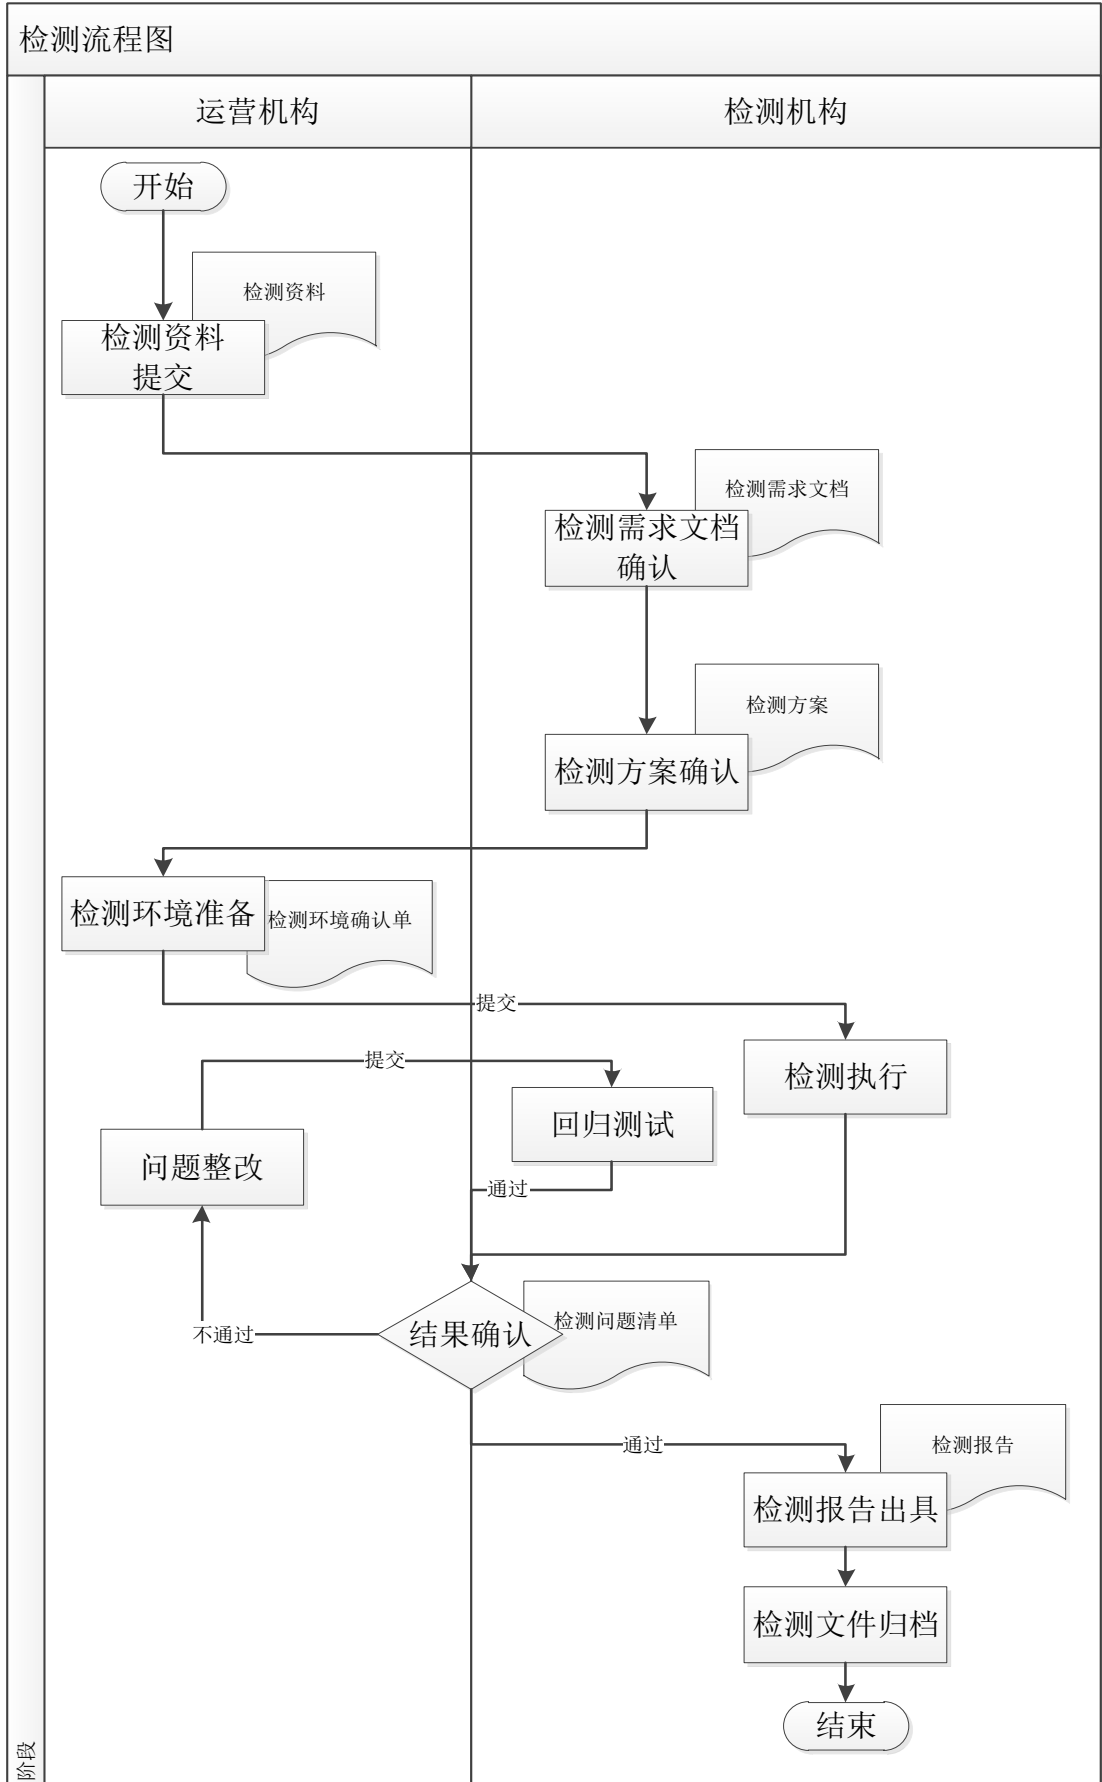 检测流程图
运营机构
检测机构
开始
检测资料
检测资料
提交
检测需求文档
检测需求文档
确认
检测方案
检测方案确认
检测环境准备
检测环境确认单
提交
提交
检测执行
回归测试
问题整改
通过
检测问题清单
结果确认
不通过
通过
检测报告
检测报告出具
检测文件归档
结束
阶段